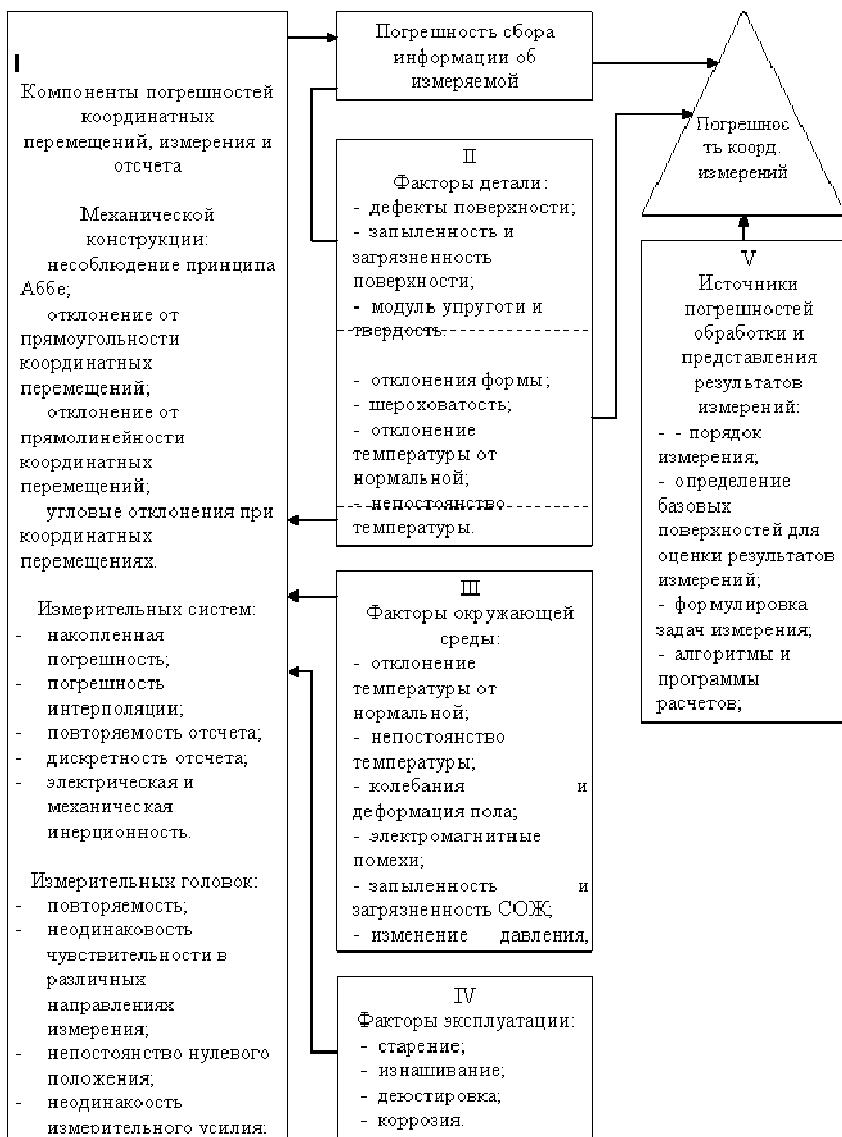 I
Компоненты погрешностей
координатных
перемещений, измерения и
отсчета
Механической
конструкции:
несоблюдение принципа
Аббе;
отклонение от
прямоугольности
координатных
перемещений;
отклонение от
прямолинейности
координатных
перемещений;
угловые отклонения при
координатных
перемещениях.
Измерительных систем:
- накопленная
погрешность;
- погрешность
интерполяции;
- повторяемость отсчета;
- дискретность отсчета;
- электрическая и
механическая
инерционность.
Измерительных головок:
- повторяемость;
- неодинаковость
чувствительности в
различных
направлениях
измерения;
- непостоянство нулевого
положения;
- неодинакоость
измерительного усилия;
Погрешность сбора
информации об
измеряемой
II
Факторы детали:
- дефекты поверхности;
- запыленность и
загрязненность
поверхности;
- модуль упруготи и
твердость.
- отклонения формы;
- шероховатость;
- отклонение
температуры от
нормальной;
- непостоянство
температуры.
III
Факторы окружающей
среды:
- отклонение
температуры от
нормальной;
- непостоянство
температуры;
- колебания и
деформация пола;
- электромагнитные
помехи;
- запыленность и
загрязненность СОЖ;
- изменение давления,
IV
Факторы эксплуатации:
- старение;
- изнашивание;
- деюстировка;
- коррозия.
Погрешнос
ть коорд.
измерений
V
Источники
погрешностей
обработки и
представления
результатов
измерений:
- - порядок
измерения;
- определение
базовых
поверхностей для
оценки результатов
измерений;
- формулировка
задач измерения;
- алгоритмы и
программы
расчетов;